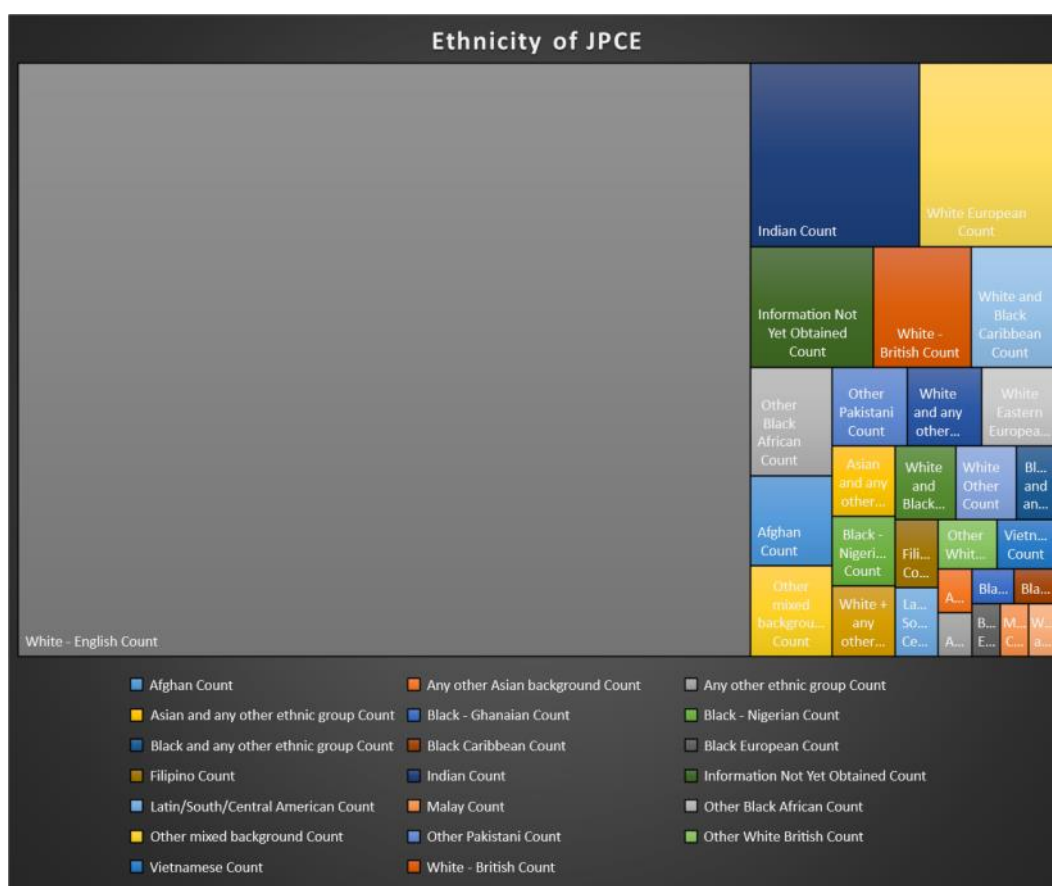 Ethnicity of JPCE
White - English Count
Indian Count
White European
Count
Information Not
Yet Obtained
Count
White -
British Count
White and
Black
Caribbean
Count
Other
Black
African
Count
Other
Pakistani
Count
White
and any
other...
White
Eastern
Europea...
Afghan
Count
Asian
and any
other...
White
and
Black...
White
Other
Count
Bl...
and
an...
Other
mixed
backgrou...
Count
Black -
Nigeri...
Count
White +
any
other...
Fili...
Co...
La...
So...
Ce...
Other
Whit...
Vietn...
Count
A...
A...
Bla...
Bla...
B...
E...
M...
C...
W...
a...
Afghan Count
Any other Asian background Count
Any other ethnic group Count
Asian and any other ethnic group Count
Black - Ghanaian Count
Black - Nigerian Count
Black and any other ethnic group Count
Black Caribbean Count
Black European Count
Filipino Count
Indian Count
Information Not Yet Obtained Count
Latin/South/Central American Count
Malay Count
Other Black African Count
Other mixed background Count
Other Pakistani Count
Other White British Count
Vietnamese Count
White - British Count